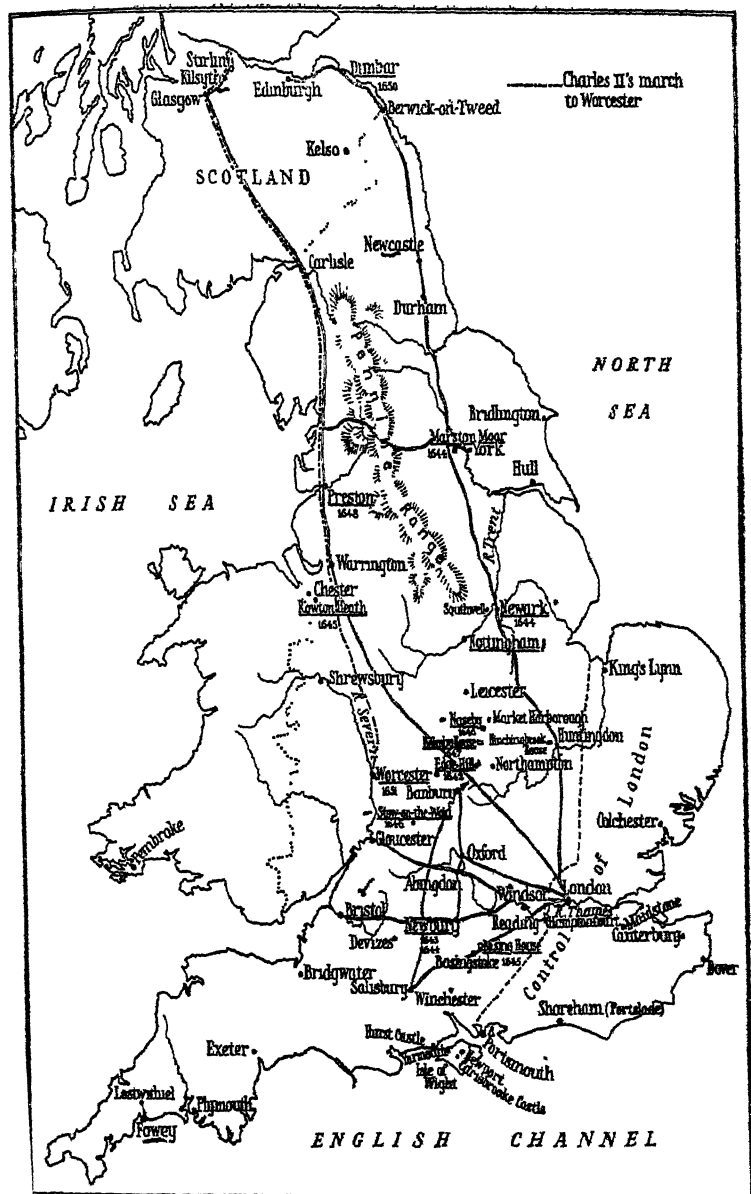 Stirling
Kilsyth
Glasgow
Edinburgh
Dunbar
1650
Berwick-on-Tweed
Charles II's march
to Worcester
Kelso
SCOTLAND
Carlisle
Newcastle
Durham
Pennine Range
NORTH
SEA
Bridlington
Marston Moor
1644
York
Hull
IRISH SEA
Preston
1648
R. Trent
Warrington
Chester
Rowton Heath
1645
Southwell
Newark
1644
Nottingham
King's Lynn
Shrewsbury
Leicester
R. Severn
Naseby
1645
Market Harborough
Huntingdon
Hinchingbrook
House
Edge Hill
1642
Northampton
Worcester
1651
Banbury
Stow-on-the-Wold
1646
Gloucester
Colchester
Pembroke
Oxford
Abingdon
Windsor
London
R. Thames
Bristol
Newbury
1643
1644
Reading
Hampton Court
Maidstone
Canterbury
Devizes
Basing House
Basingstoke 1645
Control of London
Dover
Bridgwater
Salisbury
Winchester
Shoreham (Portslade)
Hurst Castle
Portsmouth
Exeter
Yarmouth
Newport
Carisbrooke Castle
Isle of
Wight
Lostwithiel
Plymouth
Fowey
ENGLISH CHANNEL